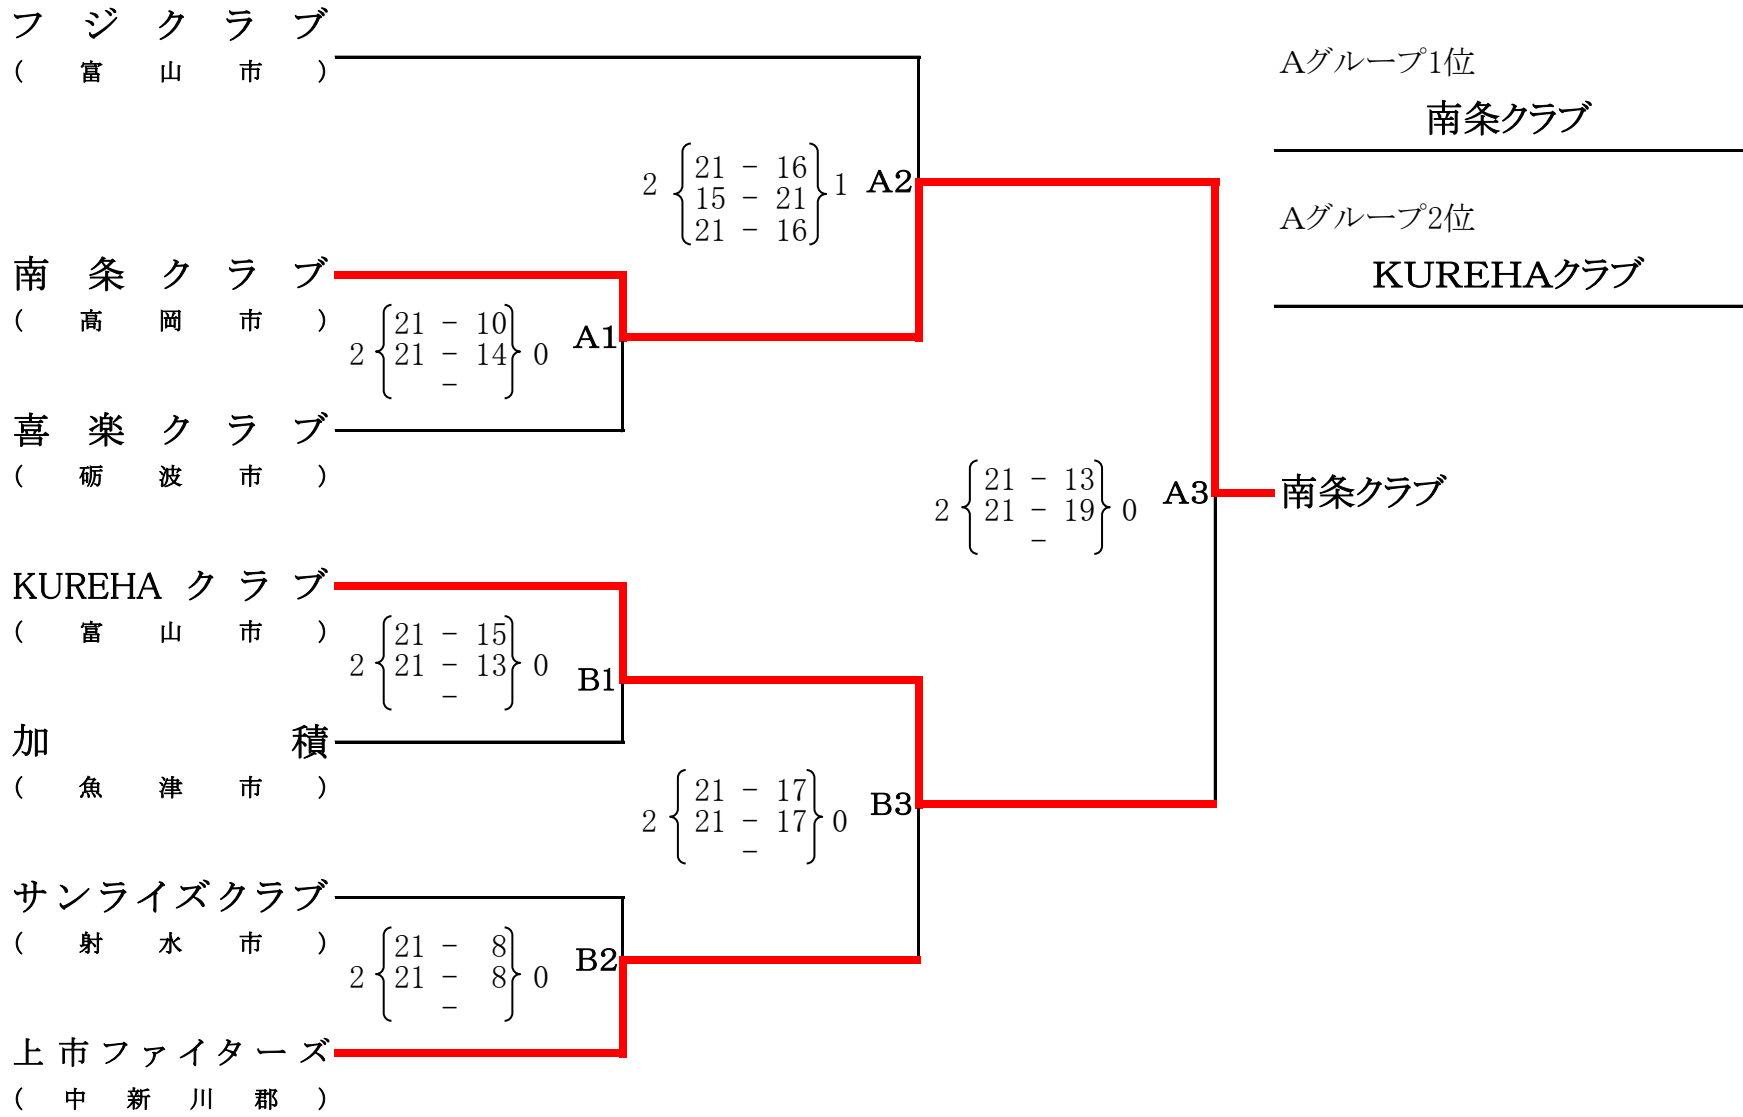 フジクラブ
(富山市)
南条クラブ
(高岡市)
喜楽クラブ
(砺波市)
KUREHAクラブ
(富山市)
加積
(魚津市)
サンライズクラブ
(射水市)
上市ファイターズ
(中新川郡)
2 { 21 - 10 } 0 A1
21 - 14
-
2 { 21 - 15 } 0 B1
21 - 13
-
2 { 21 - 8 } 0 B2
21 - 8
-
2 { 21 - 16 } 1 A2
15 - 21
21 - 16
2 { 21 - 17 } 0 B3
21 - 17
-
2 { 21 - 13 } 0 A3
21 - 19
-
南条クラブ
Aグループ1位
南条クラブ
Aグループ2位
KUREHAクラブ